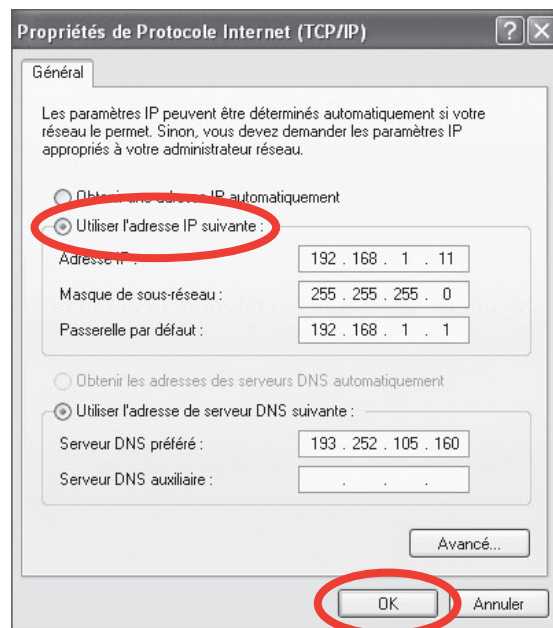 Propriétés de Protocole Internet (TCP/IP)
Général
Les paramètres IP peuvent être déterminés automatiquement si votre
réseau le permet. Sinon, vous devez demander les paramètres IP
appropriés à votre administrateur réseau.
Obtenir une adresse IP automatiquement
Utiliser l'adresse IP suivante :
Adresse IP : 192 . 168 . 1 . 11
Masque de sous-réseau : 255 . 255 . 255 . 0
Passerelle par défaut : 192 . 168 . 1 . 1
Obtenir les adresses des serveurs DNS automatiquement
Utiliser l'adresse de serveur DNS suivante :
Serveur DNS préféré : 193 . 252 . 105 . 160
Serveur DNS auxiliaire : . . .
Avancé...
OK Annuler